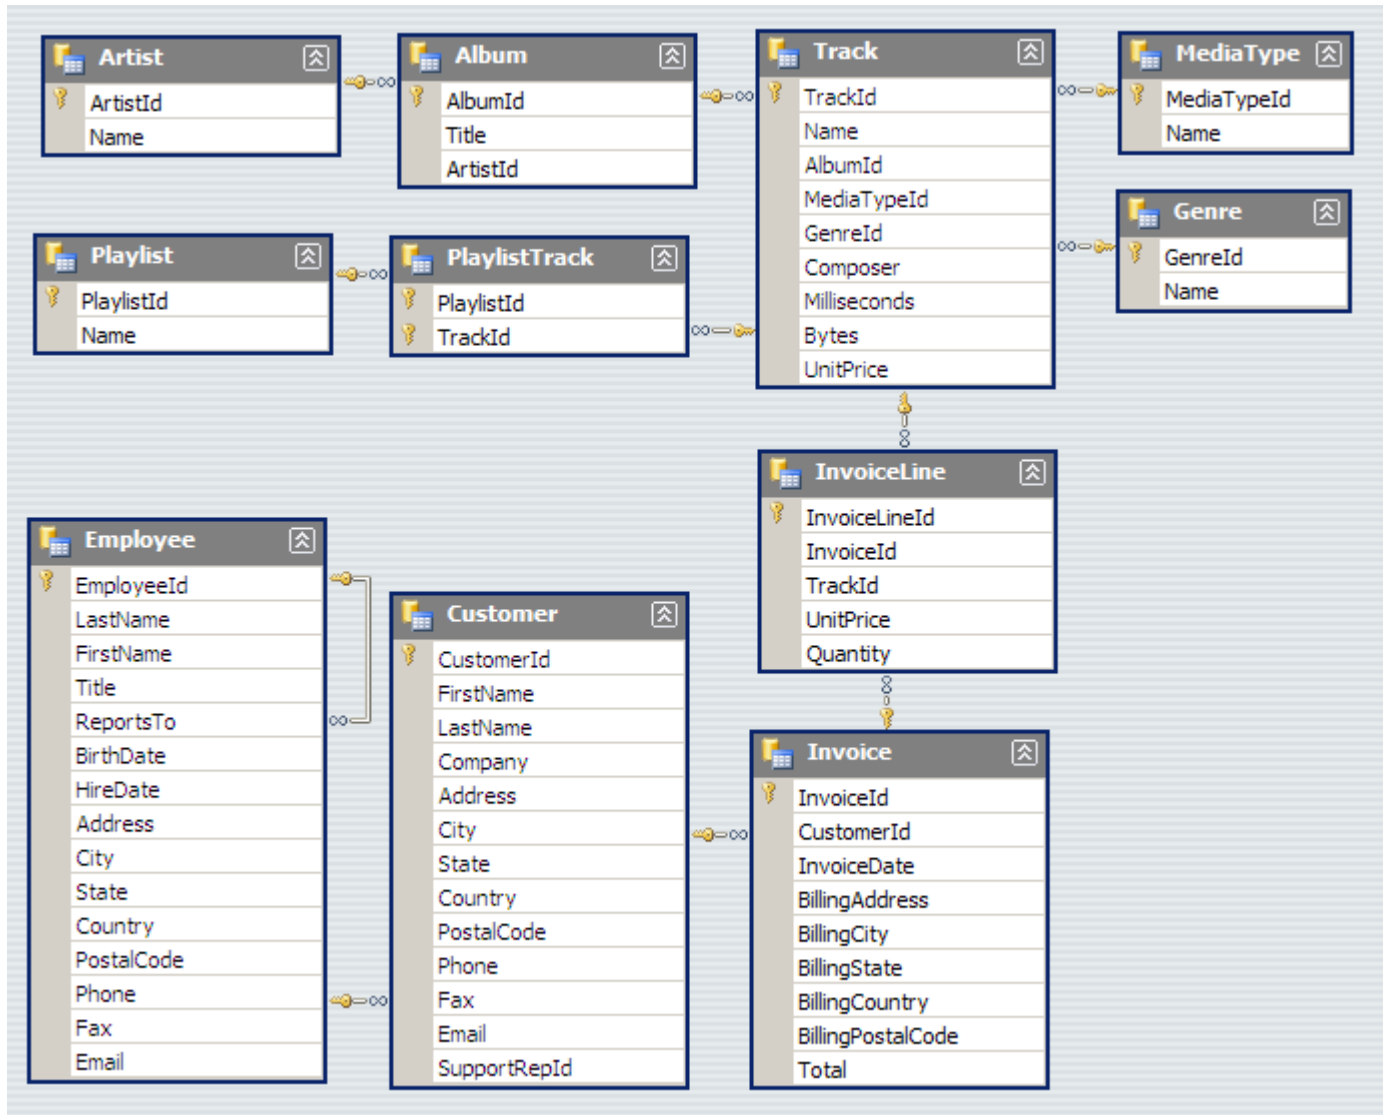 Artist
ArtistId
Name
Album
AlbumId
Title
ArtistId
Track
TrackId
Name
AlbumId
MediaTypeId
GenreId
Composer
Milliseconds
Bytes
UnitPrice
MediaType
MediaTypeId
Name
Genre
GenreId
Name
Playlist
PlaylistId
Name
PlaylistTrack
PlaylistId
TrackId
InvoiceLine
InvoiceLineId
InvoiceId
TrackId
UnitPrice
Quantity
Employee
EmployeeId
LastName
FirstName
Title
ReportsTo
BirthDate
HireDate
Address
City
State
Country
PostalCode
Phone
Fax
Email
Customer
CustomerId
FirstName
LastName
Company
Address
City
State
Country
PostalCode
Phone
Fax
Email
SupportRepId
Invoice
InvoiceId
CustomerId
InvoiceDate
BillingAddress
BillingCity
BillingState
BillingCountry
BillingPostalCode
Total